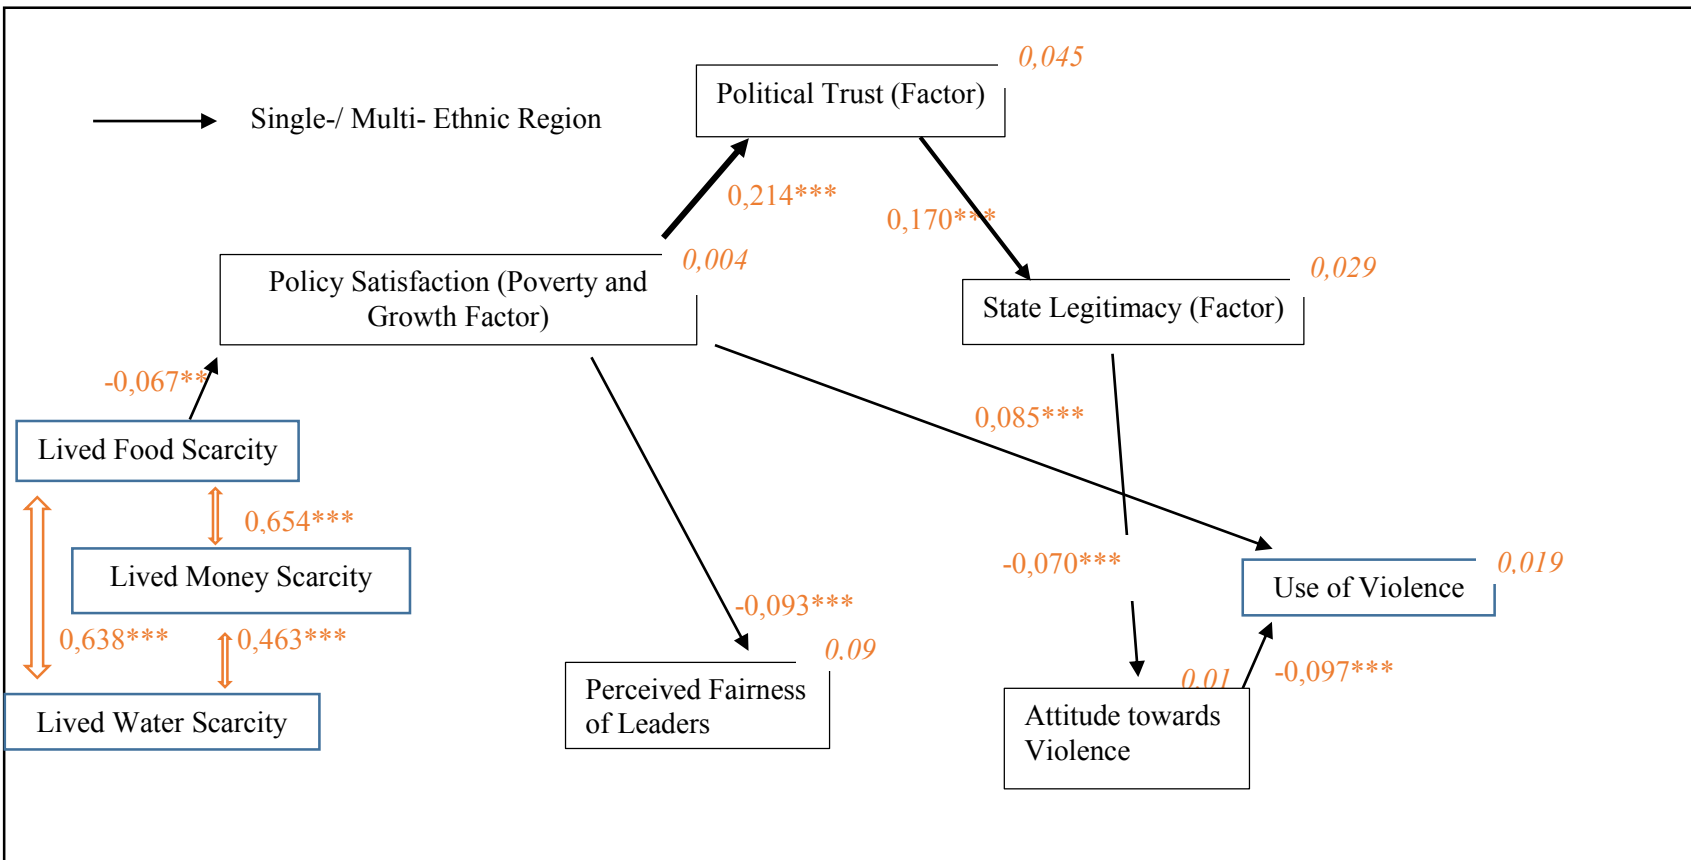 0,045
Political Trust (Factor)
Single-/ Multi- Ethnic Region
0,214***
0,170***
0,004
Policy Satisfaction (Poverty and
Growth Factor)
0,029
State Legitimacy (Factor)
-0,067**
0,085***
Lived Food Scarcity
0,654***
Lived Money Scarcity
-0,070***
0,019
Use of Violence
-0,093***
0,638***
0,463***
0.09
0.01
-0,097***
Perceived Fairness
of Leaders
Lived Water Scarcity
Attitude towards
Violence